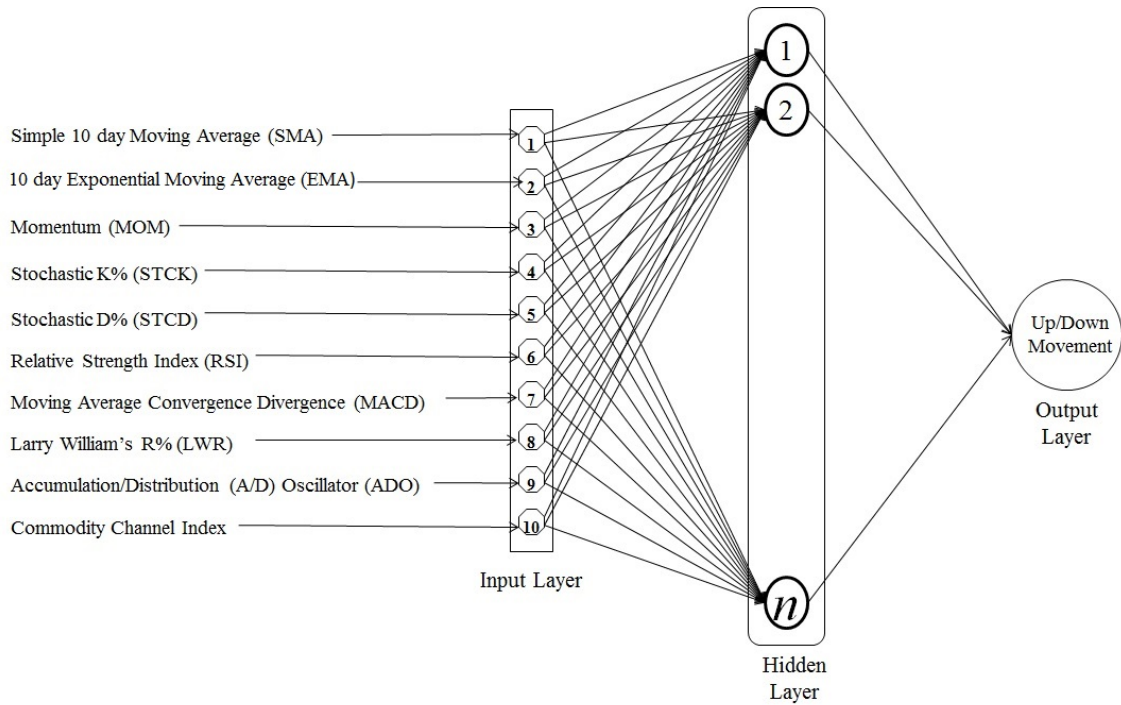 Simple 10 day Moving Average (SMA)
10 day Exponential Moving Average (EMA)
Momentum (MOM)
Stochastic K% (STCK)
Stochastic D% (STCD)
Relative Strength Index (RSI)
Moving Average Convergence Divergence (MACD)
Larry William's R% (LWR)
Accumulation/Distribution (A/D) Oscillator (ADO)
Commodity Channel Index
1
2
3
4
5
6
7
8
9
10
Input Layer
1
2
n
Hidden
Layer
Up/Down
Movement
Output
Layer